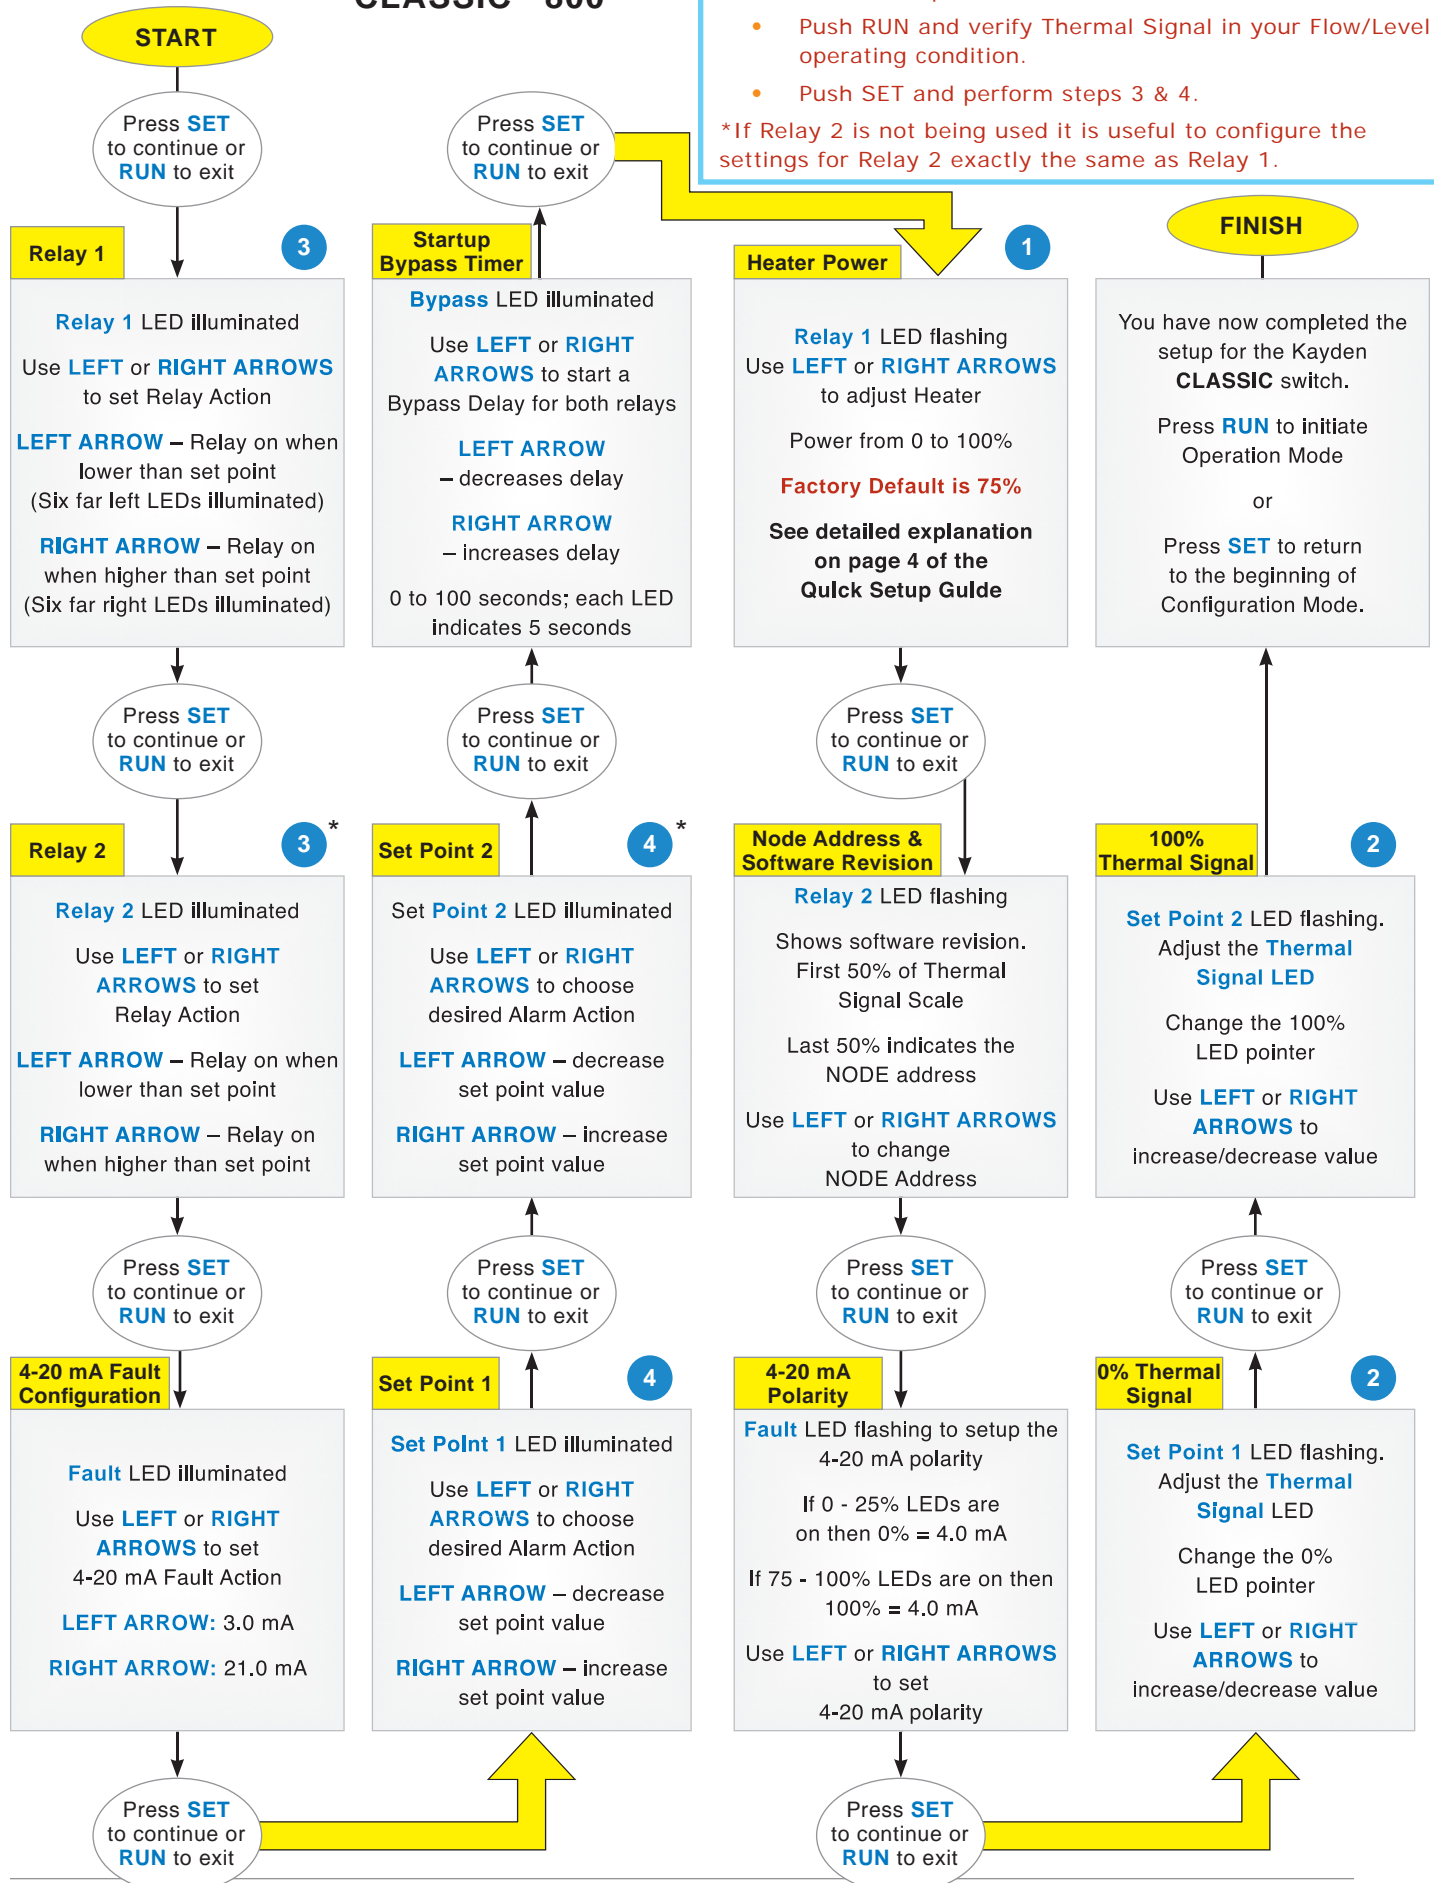 CLASSIC 800
• Push RUN and verify Thermal Signal in your Flow/Level
operating condition.
• Push SET and perform steps 3 & 4.
*If Relay 2 is not being used it is useful to configure the
settings for Relay 2 exactly the same as Relay 1.
START
Press SET
to continue or
RUN to exit
Relay 1
3
Relay 1 LED illuminated
Use LEFT or RIGHT ARROWS
to set Relay Action
LEFT ARROW – Relay on when
lower than set point
(Six far left LEDs illuminated)
RIGHT ARROW – Relay on
when higher than set point
(Six far right LEDs illuminated)
Press SET
to continue or
RUN to exit
Relay 2
3 *
Relay 2 LED illuminated
Use LEFT or RIGHT
ARROWS to set
Relay Action
LEFT ARROW – Relay on when
lower than set point
RIGHT ARROW – Relay on
when higher than set point
Press SET
to continue or
RUN to exit
4-20 mA Fault
Configuration
Fault LED illuminated
Use LEFT or RIGHT
ARROWS to set
4-20 mA Fault Action
LEFT ARROW: 3.0 mA
RIGHT ARROW: 21.0 mA
Press SET
to continue or
RUN to exit
Set Point 1
4
Set PoInt 1 LED illuminated
Use LEFT or RIGHT
ARROWS to choose
desired Alarm Action
LEFT ARROW – decrease
set point value
RIGHT ARROW – increase
set point value
Press SET
to continue or
RUN to exit
Set Point 2
4 *
Set Point 2 LED illuminated
Use LEFT or RIGHT
ARROWS to choose
desired Alarm Action
LEFT ARROW – decrease
set point value
RIGHT ARROW – increase
set point value
Press SET
to continue or
RUN to exit
Startup
Bypass Timer
Bypass LED illuminated
Use LEFT or RIGHT
ARROWS to start a
Bypass Delay for both relays
LEFT ARROW
– decreases delay
RIGHT ARROW
– increases delay
0 to 100 seconds; each LED
indicates 5 seconds
Press SET
to continue or
RUN to exit
Heater Power
1
Relay 1 LED flashing
Use LEFT or RIGHT ARROWS
to adjust Heater
Power from 0 to 100%
Factory Default is 75%
See detailed explanation
on page 4 of the
QuIck Setup GuIde
Press SET
to continue or
RUN to exit
Node Address &
Software Revision
Relay 2 LED flashing
Shows software revision.
First 50% of Thermal
Signal Scale
Last 50% indicates the
NODE address
Use LEFT or RIGHT ARROWS
to change
NODE Address
Press SET
to continue or
RUN to exit
4-20 mA
Polarity
Fault LED flashing to setup the
4-20 mA polarity
If 0 - 25% LEDs are
on then 0% = 4.0 mA
If 75 - 100% LEDs are on then
100% = 4.0 mA
Use LEFT or RIGHT ARROWS
to set
4-20 mA polarity
Press SET
to continue or
RUN to exit
0% Thermal
Signal
2
Set Point 1 LED flashing.
Adjust the Thermal
Signal LED
Change the 0%
LED pointer
Use LEFT or RIGHT
ARROWS to
increase/decrease value
Press SET
to continue or
RUN to exit
100%
Thermal Signal
2
Set Point 2 LED flashing.
Adjust the Thermal
Signal LED
Change the 100%
LED pointer
Use LEFT or RIGHT
ARROWS to
increase/decrease value
FINISH
You have now completed the
setup for the Kayden
CLASSIC switch.
Press RUN to initiate
Operation Mode
or
Press SET to return
to the beginning of
Configuration Mode.